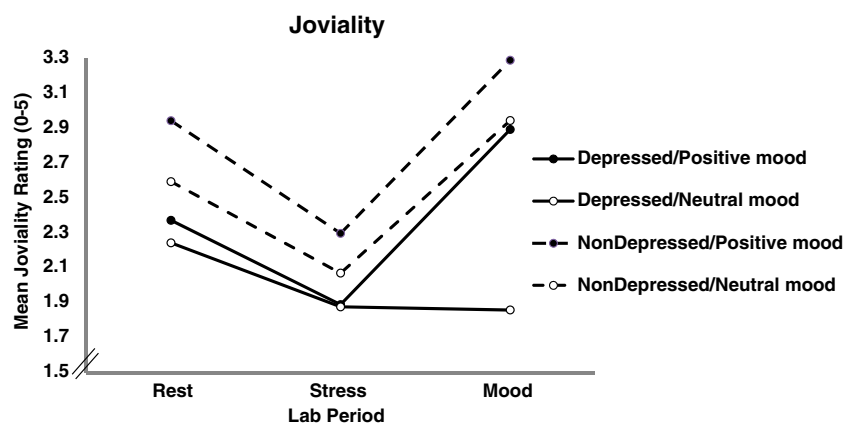 Joviality
Mean Joviality Rating (0-5)
3.3
3.1
2.9
2.7
2.5
2.3
2.1
1.9
1.7
1.5
Rest
Stress
Mood
Lab Period
Depressed/Positive mood
Depressed/Neutral mood
NonDepressed/Positive mood
NonDepressed/Neutral mood